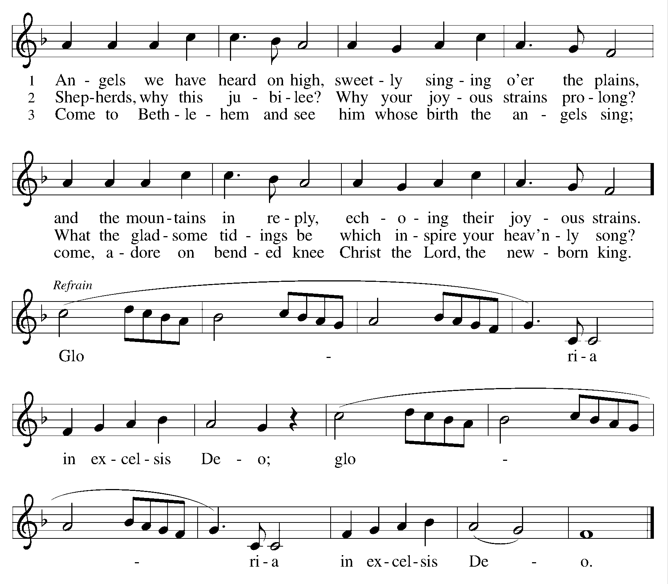 1 An - gels we have heard on high, sweet - ly sing - ing o'er the plains,
2 Shep-herds, why this ju - bi - lee? Why your joy - ous strains pro - long?
3 Come to Beth - le - hem and see him whose birth the an - gels sing;
and the moun - tains in re - ply, ech - o - ing their joy - ous strains.
What the glad - some tid - ings be which in - spire your heav'n - ly song?
come, a - dore on bend - ed knee Christ the Lord, the new - born king.
Refrain
Glo - ri - a
in ex - cel - sis De - o; glo -
- ri - a in ex - cel - sis De - o.